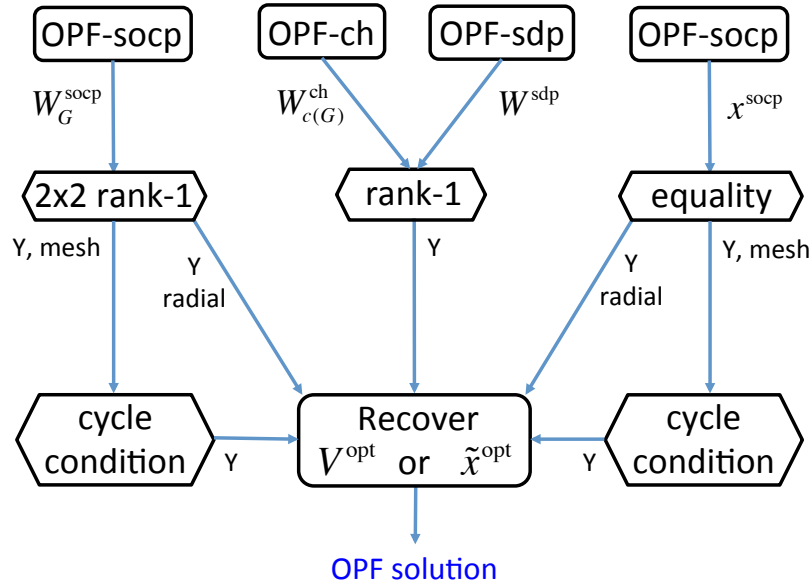 OPF-socp
OPF-ch
OPF-sdp
OPF-socp
W_G^socp
W_c(G)^ch
W^sdp
x^socp
2x2 rank-1
rank-1
equality
Y, mesh
Y
radial
Y
Y
radial
Y, mesh
cycle
condition
Y
Recover
V^opt or x̃^opt
Y
cycle
condition
OPF solution